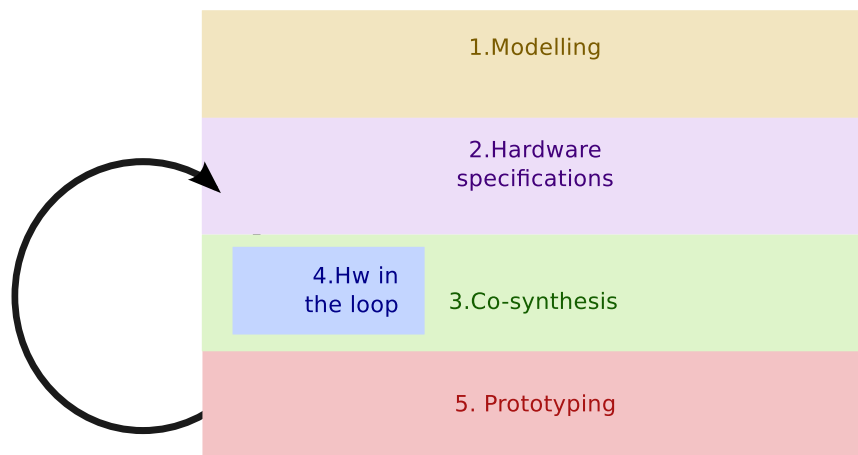 1.Modelling
2.Hardware
specifications
4.Hw in
the loop
3.Co-synthesis
5. Prototyping